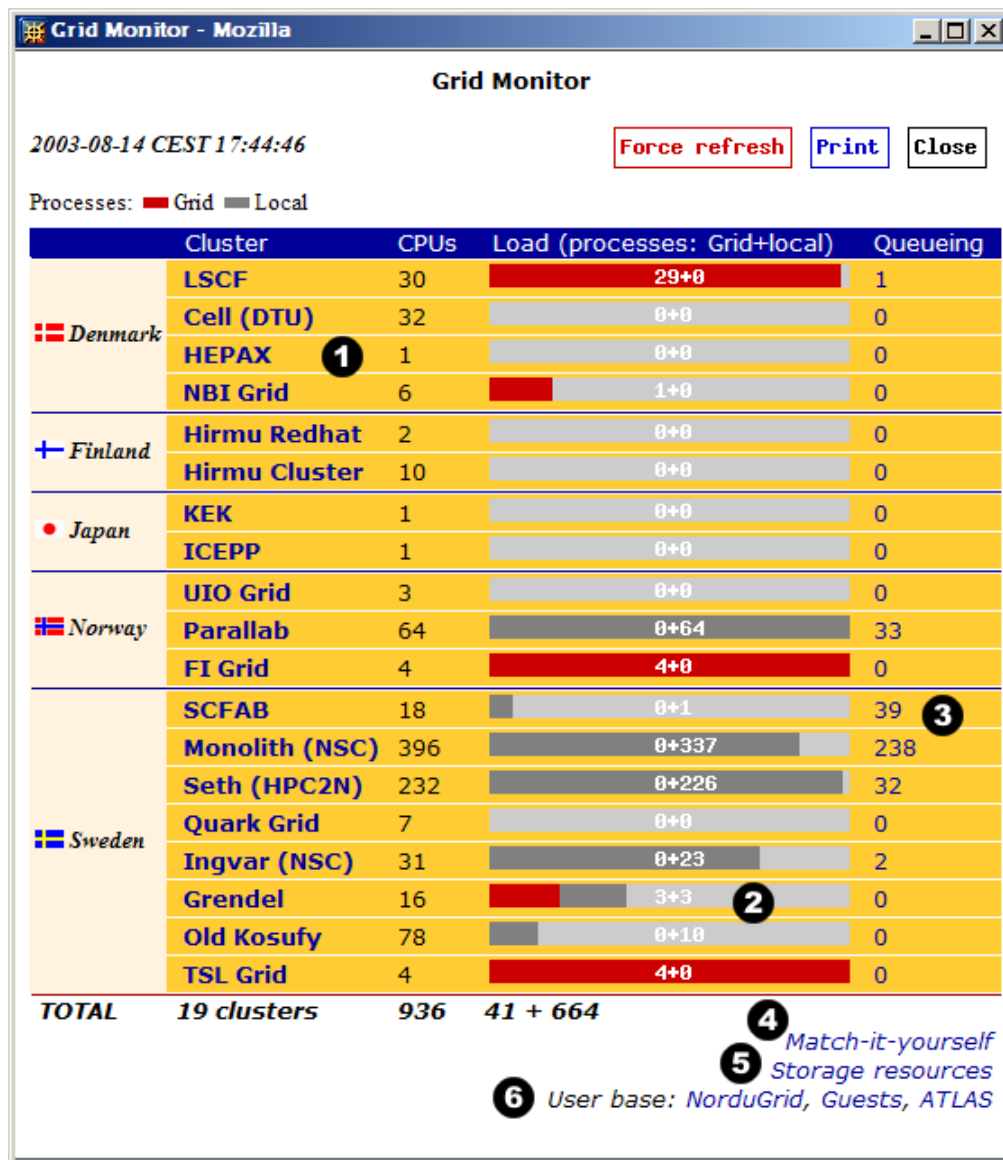 Grid Monitor - Mozilla
Grid Monitor
2003-08-14 CEST 17:44:46
Force refresh Print Close
Processes: Grid Local
Cluster CPUs Load (processes: Grid+local) Queueing
Denmark
LSCF 30 29+0 1
Cell (DTU) 32 0+0 0
HEPAX 1 1 0+0 0
NBI Grid 6 1+0 0
Finland
Hirmu Redhat 2 0+0 0
Hirmu Cluster 10 0+0 0
Japan
KEK 1 0+0 0
ICEPP 1 0+0 0
Norway
UIO Grid 3 0+0 0
Parallab 64 0+64 33
FI Grid 4 4+0 0
Sweden
SCFAB 18 0+1 39 3
Monolith (NSC) 396 0+337 238
Seth (HPC2N) 232 0+226 32
Quark Grid 7 0+0 0
Ingvar (NSC) 31 0+23 2
Grendel 16 3+3 2 0
Old Kosufy 78 0+10 0
TSL Grid 4 4+0 0
TOTAL 19 clusters 936 41 + 664
4 Match-it-yourself
5 Storage resources
6 User base: NorduGrid, Guests, ATLAS